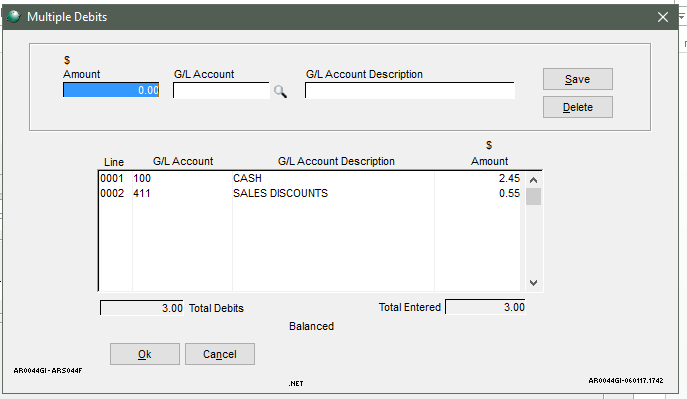 Multiple Debits
$
Amount G/L Account G/L Account Description
0.00
Save
Delete
$
Line G/L Account G/L Account Description Amount
0001 100 CASH 2.45
0002 411 SALES DISCOUNTS 0.55
3.00 Total Debits Total Entered 3.00
Balanced
Ok Cancel
AR0044GI-ARS044F
.NET
AR0044GI-060117.1742